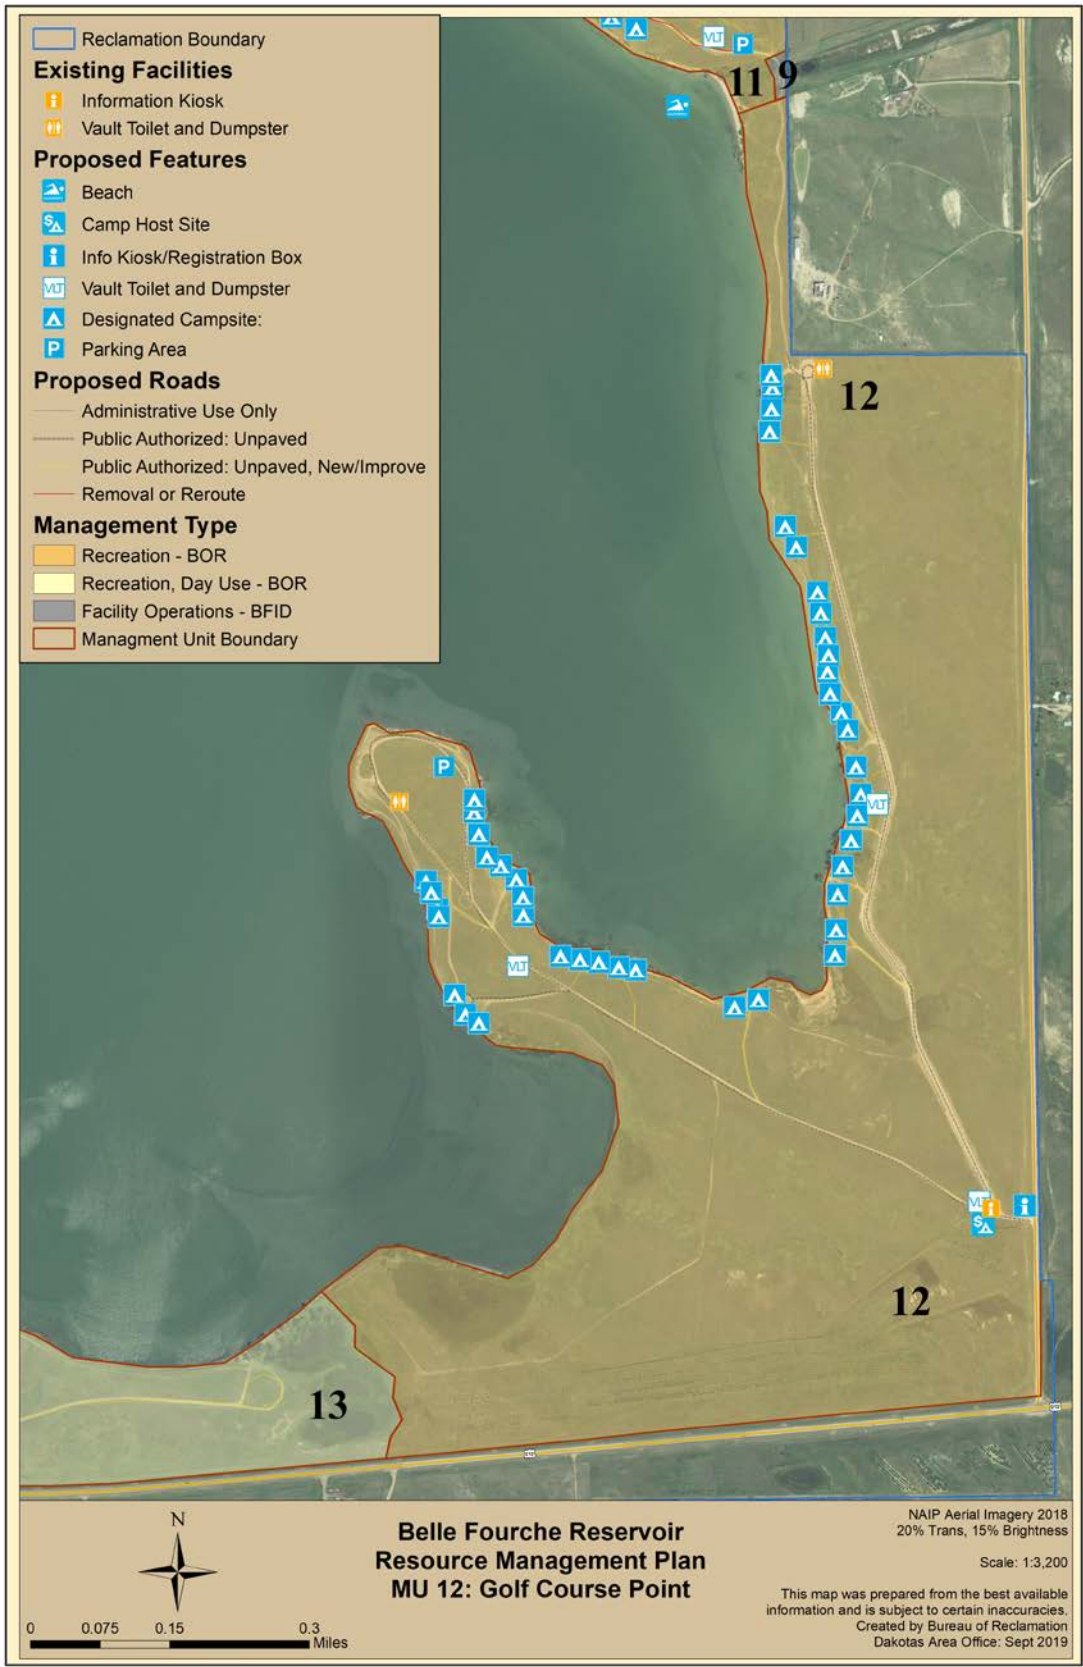 Reclamation Boundary
Existing Facilities
Information Kiosk
Vault Toilet and Dumpster
Proposed Features
Beach
Camp Host Site
Info Kiosk/Registration Box
VLT Vault Toilet and Dumpster
Designated Campsite:
P Parking Area
Proposed Roads
Administrative Use Only
Public Authorized: Unpaved
Public Authorized: Unpaved, New/Improve
Removal or Reroute
Management Type
Recreation - BOR
Recreation, Day Use - BOR
Facility Operations - BFID
Managment Unit Boundary
VLT
P
11
9
12
P
VLT
VLT
VLT
12
13
N
0 0.075 0.15 0.3
Miles
Belle Fourche Reservoir
Resource Management Plan
MU 12: Golf Course Point
NAIP Aerial Imagery 2018
20% Trans, 15% Brightness
Scale: 1:3,200
This map was prepared from the best available
information and is subject to certain inaccuracies.
Created by Bureau of Reclamation
Dakotas Area Office: Sept 2019